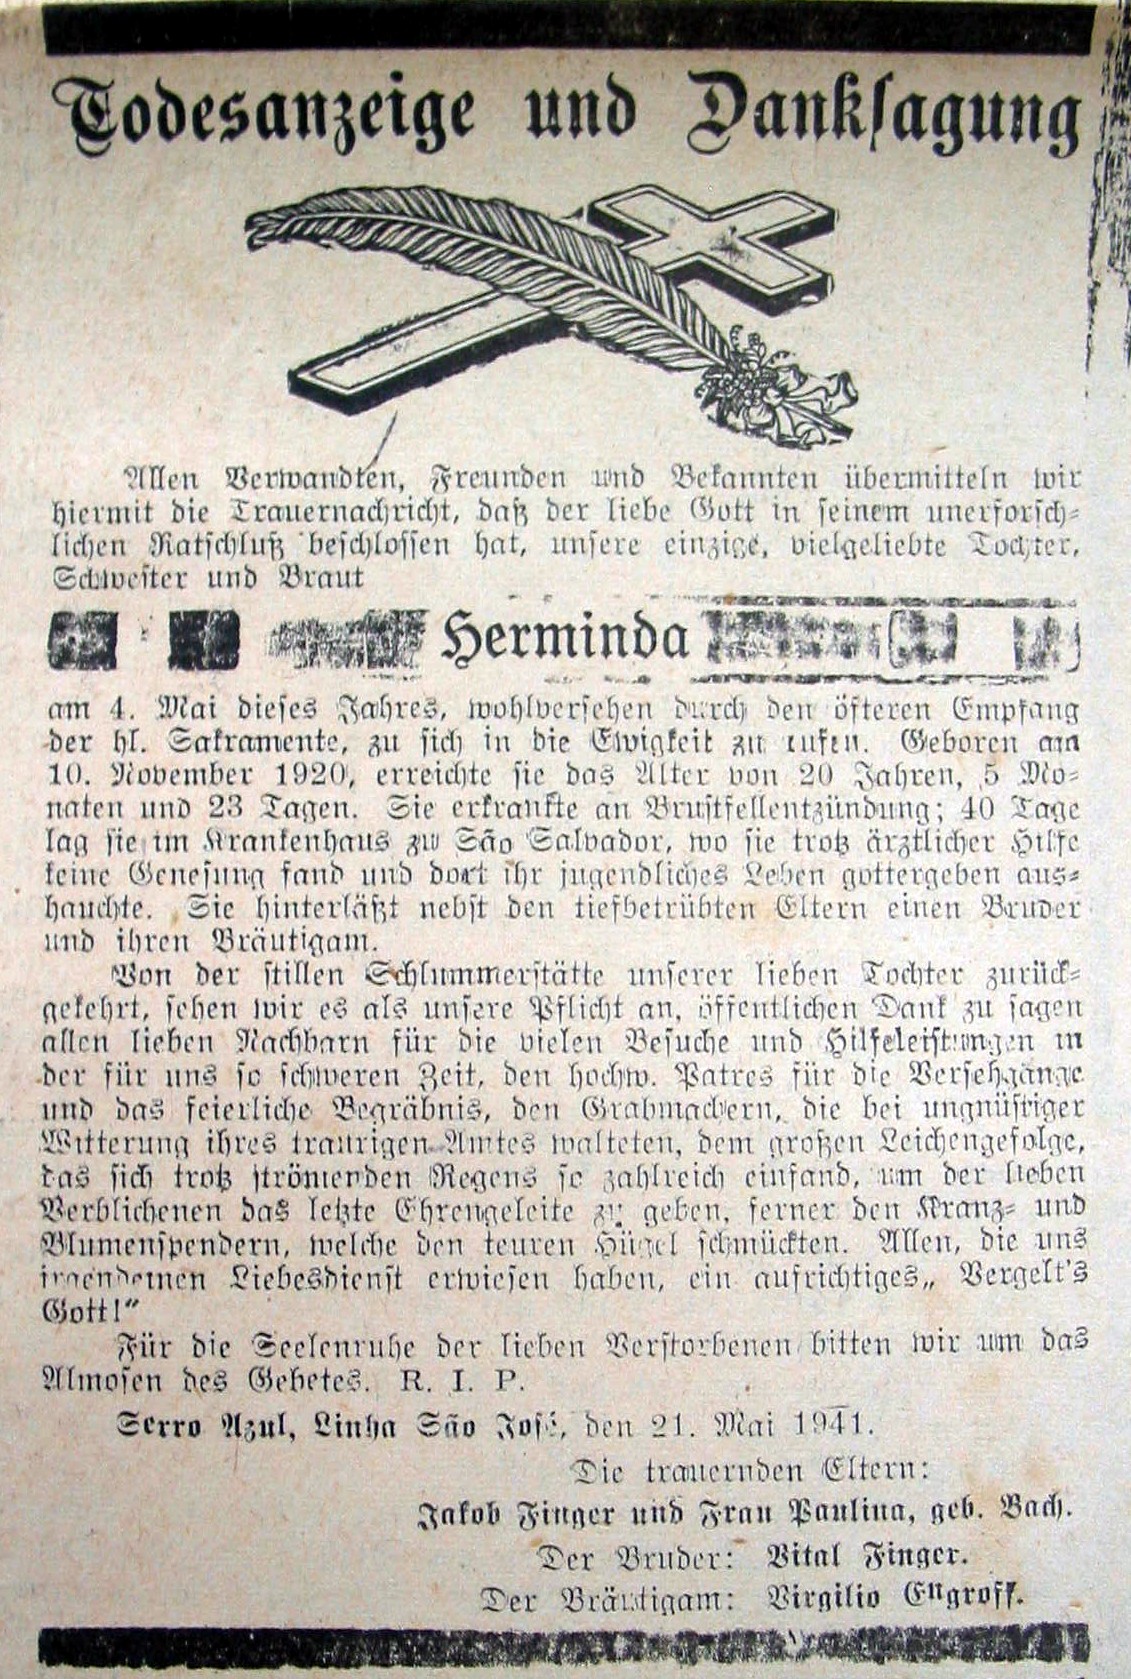 Todesanzeige und Dankſagung
Allen Verwandten, Freunden und Bekannten übermitteln wir
hiermit die Trauernachricht, daß der liebe Gott in ſeinem unerforſch-
lichen Ratſchluß beſchloſſen hat, unſere einzige, vielgeliebte Tochter,
Schweſter und Braut
Herminda
am 4. Mai dieſes Jahres, wohlverſehen durch den öfteren Empfang
der hl. Sakramente, zu ſich in die Ewigkeit zu rufen. Geboren am
10. November 1920, erreichte ſie das Alter von 20 Jahren, 5 Mo-
naten und 23 Tagen. Sie erkrankte an Bruſtfellentzündung; 40 Tage
lag ſie im Krankenhaus zu São Salvador, wo ſie trotz ärztlicher Hilfe
keine Geneſung fand und dort ihr jugendliches Leben gottergeben aus-
hauchte. Sie hinterläßt nebſt den tiefbetrübten Eltern einen Bruder
und ihren Bräutigam.
Von der ſtillen Schlummerſtätte unſerer lieben Tochter zurück-
gekehrt, ſehen wir es als unſere Pflicht an, öffentlichen Dank zu ſagen
allen lieben Nachbarn für die vielen Beſuche und Hilfeleiſtungen in
der für uns ſo ſchweren Zeit, den hochw. Patres für die Verſehgänge
und das feierliche Begräbnis, den Grabmachern, die bei ungnüſtiger
Witterung ihres traurigen Amtes walteten, dem großen Leichengefolge,
das ſich trotz ſtrömenden Regens ſo zahlreich einfand, um der lieben
Verblichenen das letzte Ehrengeleite zu geben, ferner den Kranz- und
Blumenſpendern, welche den teuren Hügel ſchmückten. Allen, die uns
irgendeinen Liebesdienſt erwieſen haben, ein aufrichtiges„ Vergelt's
Gott!“
Für die Seelenruhe der lieben Verſtorbenen bitten wir um das
Almoſen des Gebetes. R. I. P.
Serro Azul, Linha São Joſé, den 21. Mai 1941.
Die trauernden Eltern:
Jakob Finger und Frau Paulina, geb. Bach.
Der Bruder: Vital Finger.
Der Bräutigam: Virgilio Engroff.